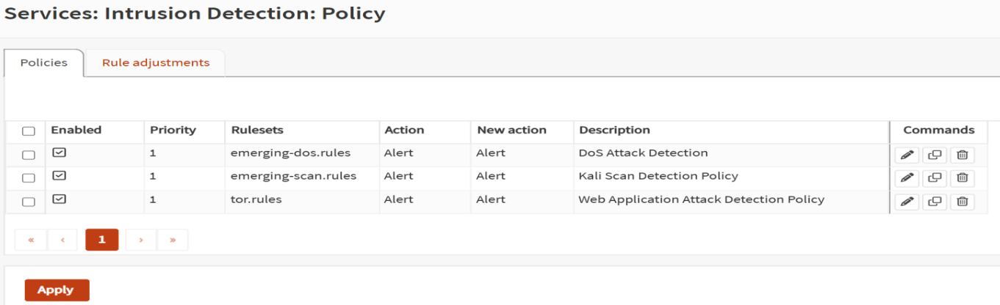 Services: Intrusion Detection: Policy
Policies Rule adjustments
Enabled Priority Rulesets Action New action Description Commands
1 emerging-dos.rules Alert Alert DoS Attack Detection
1 emerging-scan.rules Alert Alert Kali Scan Detection Policy
1 tor.rules Alert Alert Web Application Attack Detection Policy
« ‹ 1 › »
Apply